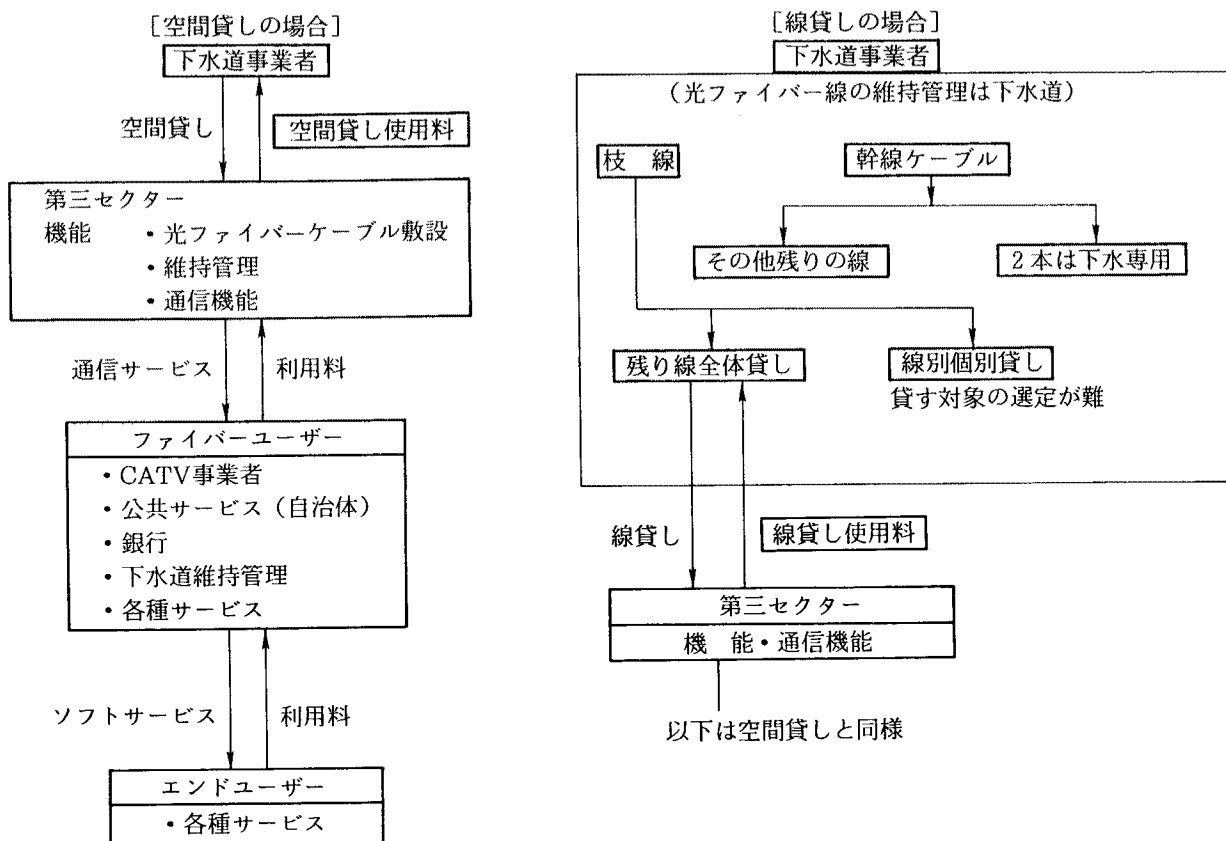 ［空間貸しの場合］
下水道事業者
空間貸し
空間貸し使用料
第三セクター
機能　・光ファイバーケーブル敷設
・維持管理
・通信機能
通信サービス
利用料
ファイバーユーザー
・CATV事業者
・公共サービス（自治体）
・銀行
・下水道維持管理
・各種サービス
ソフトサービス
利用料
エンドユーザー
・各種サービス
［線貸しの場合］
下水道事業者
（光ファイバー線の維持管理は下水道）
枝　線
幹線ケーブル
その他残りの線
2本は下水専用
残り線全体貸し
線別個別貸し
貸す対象の選定が難
線貸し
線貸し使用料
第三セクター
機　能・通信機能
以下は空間貸しと同様